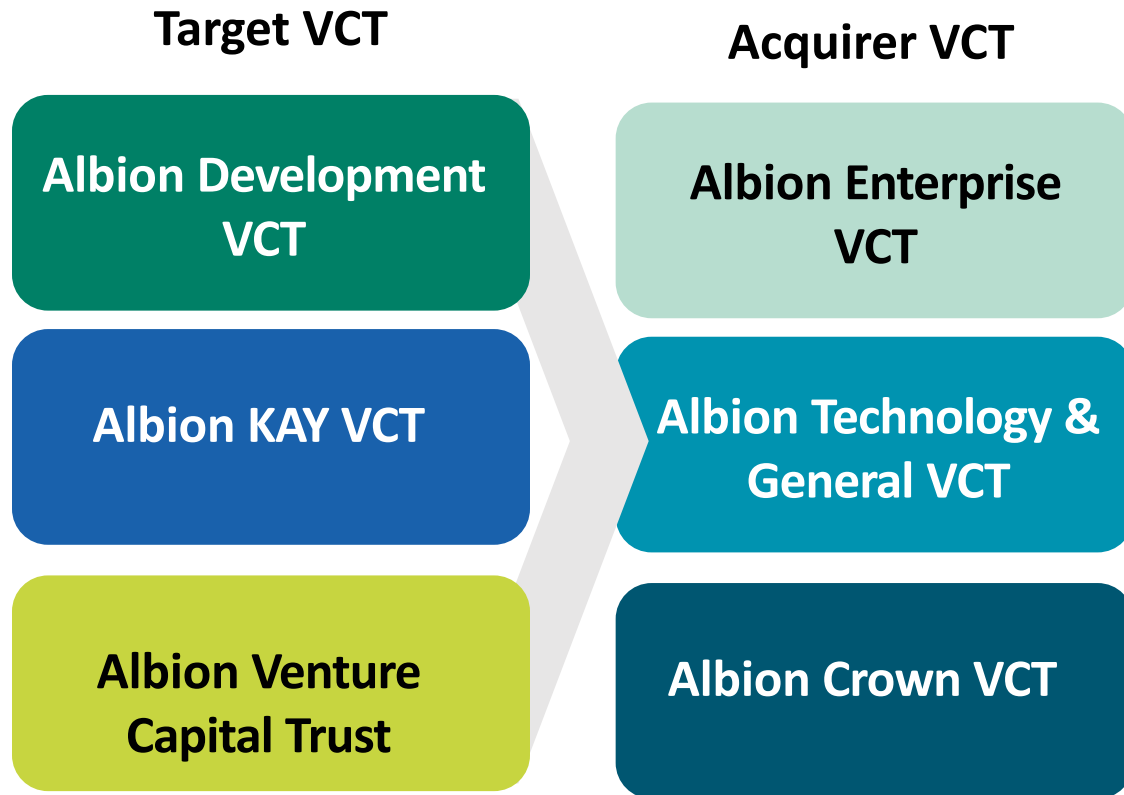 Target VCT
Acquirer VCT
Albion Development
VCT
Albion Enterprise
VCT
Albion KAY VCT
Albion Technology &
General VCT
Albion Venture
Capital Trust
Albion Crown VCT